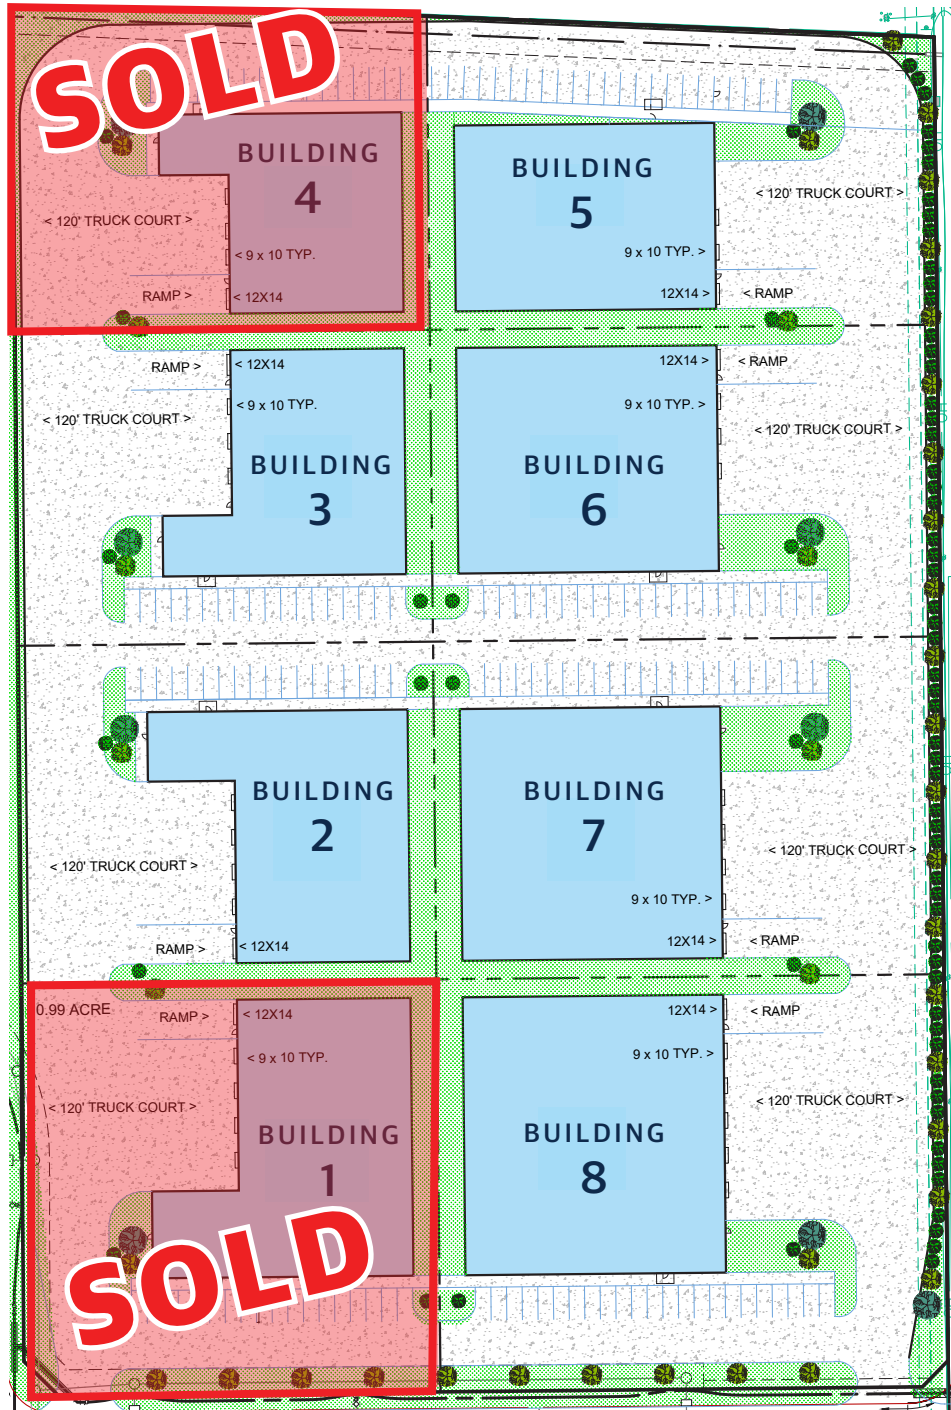 SOLD
BUILDING
4
< 120' TRUCK COURT >
< 9 x 10 TYP.
RAMP >
< 12X14
BUILDING
5
< 120' TRUCK COURT >
9 x 10 TYP. >
12X14 >
< RAMP
RAMP >
< 12X14
< 9 x 10 TYP.
< 120' TRUCK COURT >
BUILDING
3
12X14 >
< RAMP
9 x 10 TYP. >
< 120' TRUCK COURT >
BUILDING
6
BUILDING
2
< 120' TRUCK COURT >
RAMP >
< 12X14
BUILDING
7
< 120' TRUCK COURT >
9 x 10 TYP. >
12X14 >
< RAMP
0.99 ACRE
RAMP >
< 12X14
< 9 x 10 TYP.
< 120' TRUCK COURT >
BUILDING
1
SOLD
12X14 >
< RAMP
9 x 10 TYP. >
< 120' TRUCK COURT >
BUILDING
8